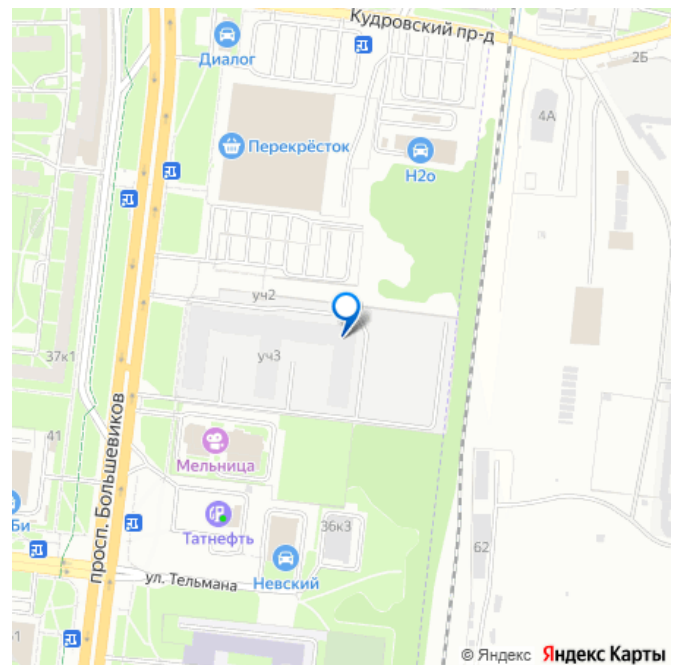 Кудровский пр-д
Диалог
2Б
4А
Перекрёсток
H2o
уч2
уч3
37к1
просп. Большевиков
41
Мельница
Би
Татнефть
36к3
62
Невский
ул. Тельмана
© Яндекс Яндекс Карты